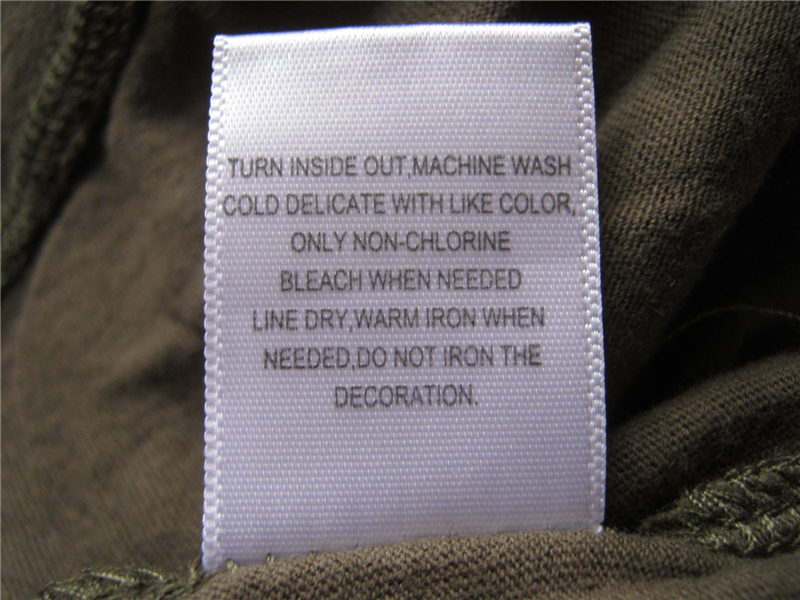 TURN INSIDE OUT,MACHINE WASH
COLD DELICATE WITH LIKE COLOR,
ONLY NON-CHLORINE
BLEACH WHEN NEEDED
LINE DRY,WARM IRON WHEN
NEEDED,DO NOT IRON THE
DECORATION.